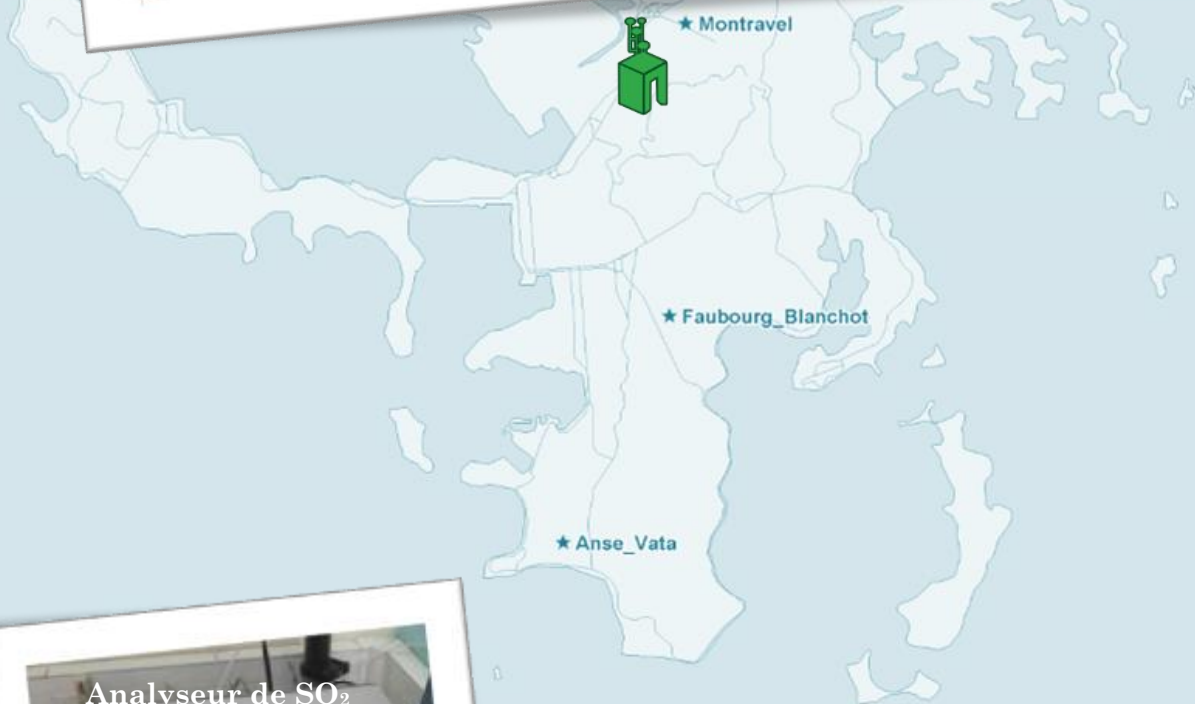 ★ Montravel
★ Faubourg_Blanchot
★ Anse_Vata
Analyseur de SO₂